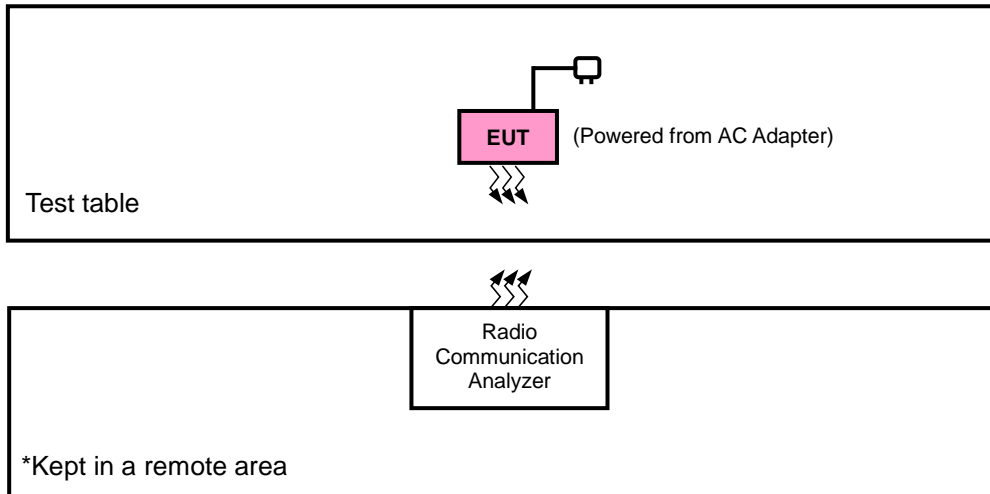 EUT
(Powered from AC Adapter)
Test table
Radio
Communication
Analyzer
*Kept in a remote area